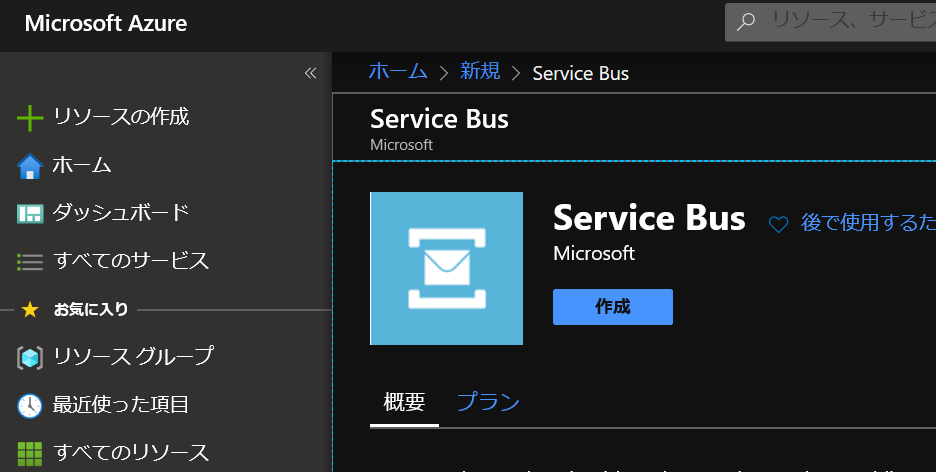 Microsoft Azure
リソース、サービス
«
ホーム > 新規 > Service Bus
リソースの作成
Service Bus
Microsoft
ホーム
ダッシュボード
すべてのサービス
お気に入り
リソース グループ
最近使った項目
すべてのリソース
Service Bus
後で使用するた
Microsoft
作成
概要
プラン